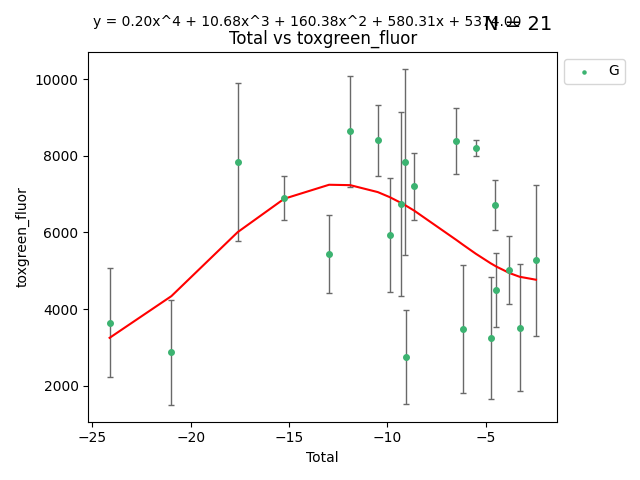 y = 0.20x^4 + 10.68x^3 + 160.38x^2 + 580.31x + 5374.00
N = 21
Total vs toxgreen_fluor
G
10000
8000
6000
4000
2000
toxgreen_fluor
−25 −20 −15 −10 −5
Total